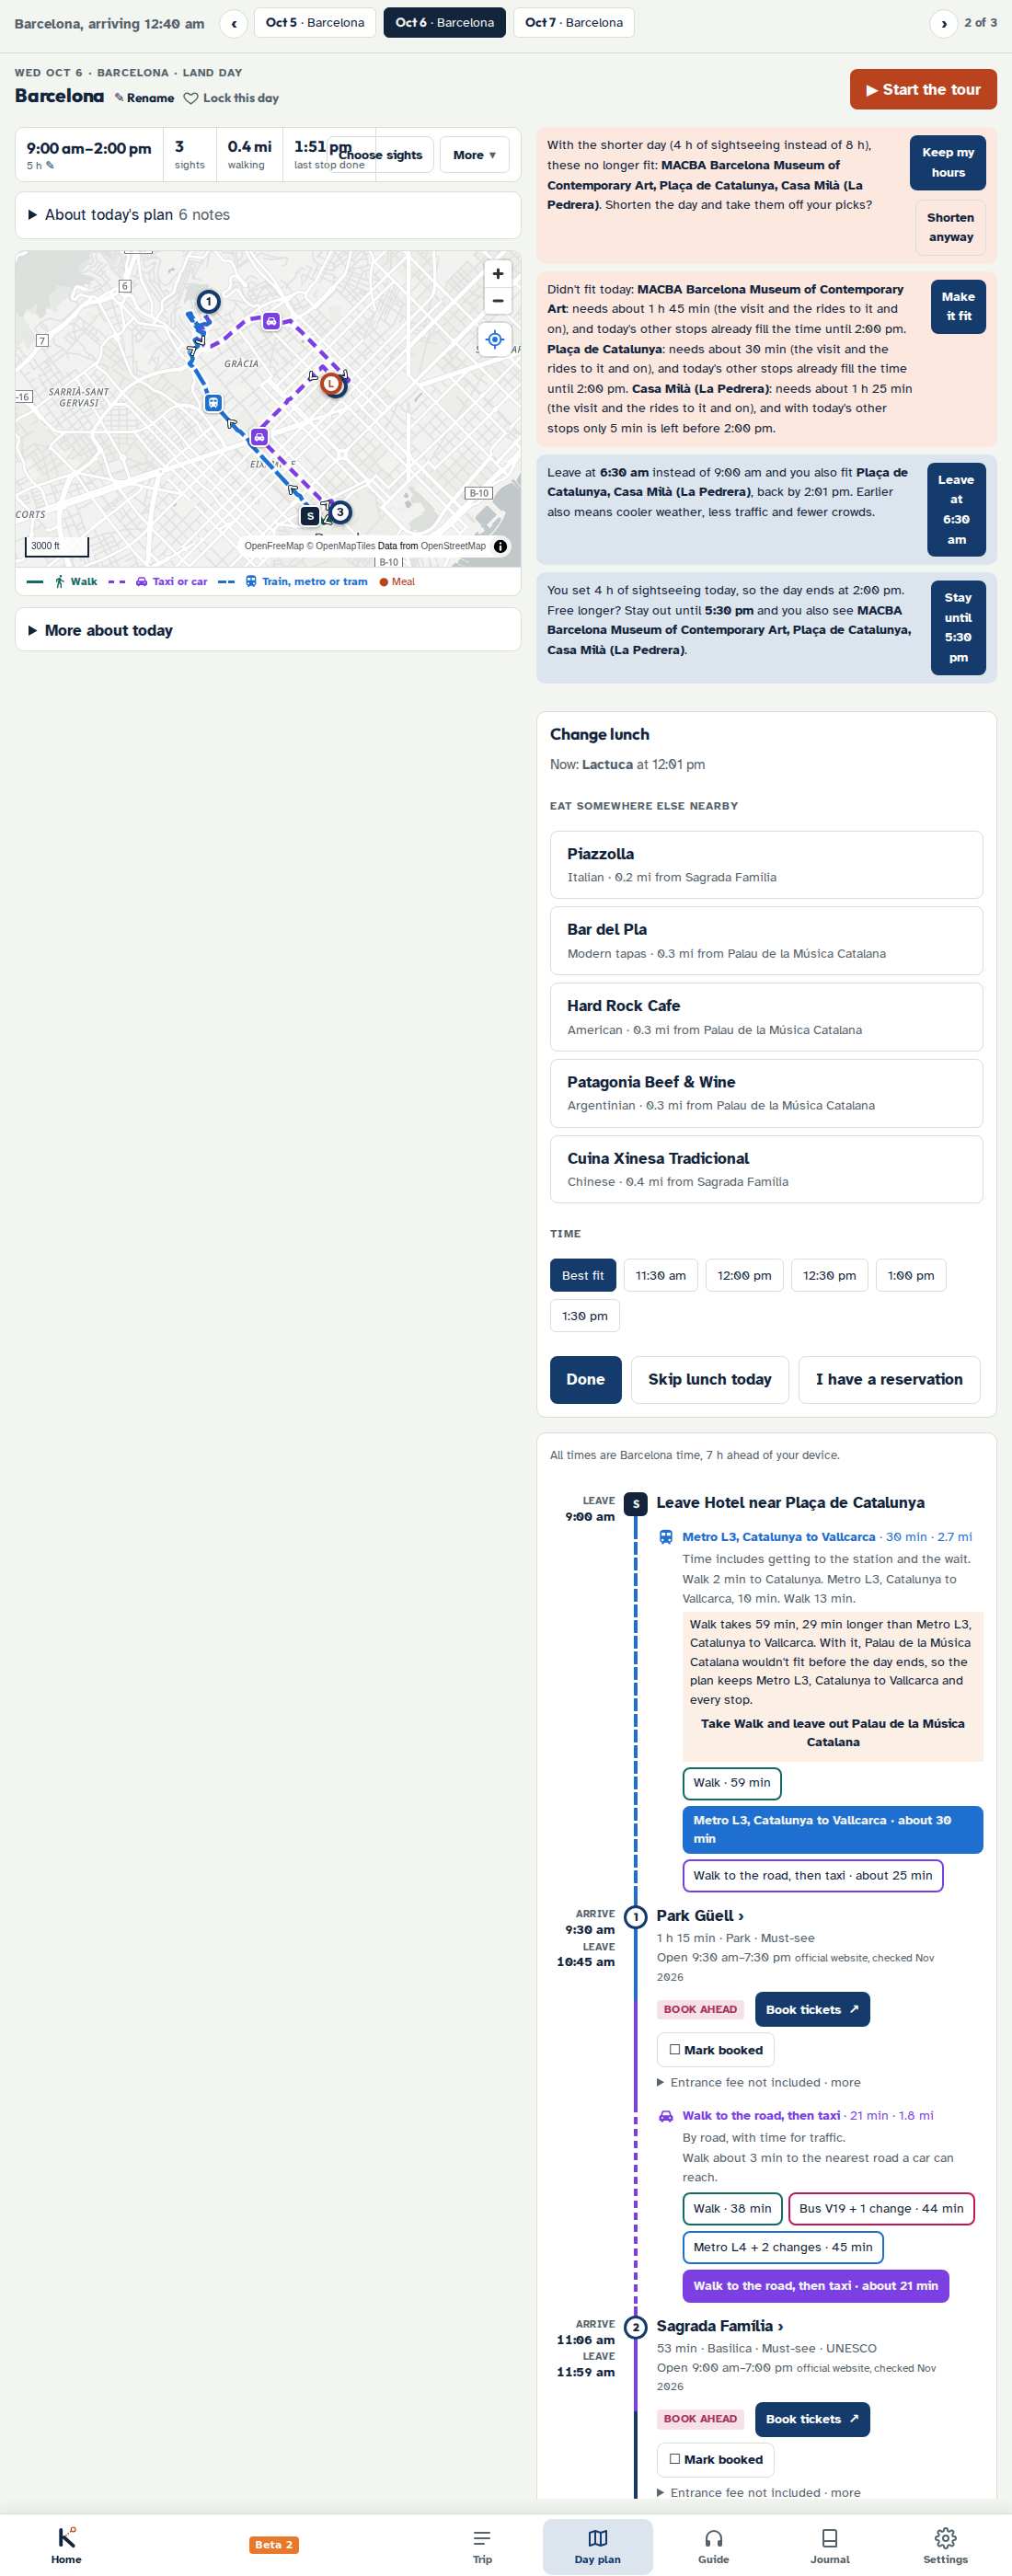 Barcelona, arriving 12:40 am
‹
Oct 5 · Barcelona
Oct 6 · Barcelona
Oct 7 · Barcelona
›
2 of 3
WED OCT 6 · BARCELONA · LAND DAY
Barcelona ✎ Rename Lock this day
▶ Start the tour
9:00 am–2:00 pm
5 h ✎
3
sights
0.4 mi
walking
1:51 pm
last stop done
Choose sights
More ▼
▶ About today's plan 6 notes
6
7
-16
SARRIÀ-SANT
GERVASI
GRÀCIA
CORTS
B-10
B-10
1
L
S
3
+
−
3000 ft
OpenFreeMap © OpenMapTiles Data from OpenStreetMap
Walk Taxi or car Train, metro or tram Meal
▶ More about today
With the shorter day (4 h of sightseeing instead of 8 h),
these no longer fit: MACBA Barcelona Museum of
Contemporary Art, Plaça de Catalunya, Casa Milà (La
Pedrera). Shorten the day and take them off your picks?
Keep my
hours
Shorten
anyway
Didn't fit today: MACBA Barcelona Museum of Contemporary
Art: needs about 1 h 45 min (the visit and the rides to it and
on), and today's other stops already fill the time until 2:00 pm.
Plaça de Catalunya: needs about 30 min (the visit and the
rides to it and on), and today's other stops already fill the time
until 2:00 pm. Casa Milà (La Pedrera): needs about 1 h 25 min
(the visit and the rides to it and on), and with today's other
stops only 5 min is left before 2:00 pm.
Make
it fit
Leave at 6:30 am instead of 9:00 am and you also fit Plaça de
Catalunya, Casa Milà (La Pedrera), back by 2:01 pm. Earlier
also means cooler weather, less traffic and fewer crowds.
Leave
at
6:30
am
You set 4 h of sightseeing today, so the day ends at 2:00 pm.
Free longer? Stay out until 5:30 pm and you also see MACBA
Barcelona Museum of Contemporary Art, Plaça de Catalunya,
Casa Milà (La Pedrera).
Stay
until
5:30
pm
Change lunch
Now: Lactuca at 12:01 pm
EAT SOMEWHERE ELSE NEARBY
Piazzolla
Italian · 0.2 mi from Sagrada Família
Bar del Pla
Modern tapas · 0.3 mi from Palau de la Música Catalana
Hard Rock Cafe
American · 0.3 mi from Palau de la Música Catalana
Patagonia Beef & Wine
Argentinian · 0.3 mi from Palau de la Música Catalana
Cuina Xinesa Tradicional
Chinese · 0.4 mi from Sagrada Família
TIME
Best fit
11:30 am
12:00 pm
12:30 pm
1:00 pm
1:30 pm
Done
Skip lunch today
I have a reservation
All times are Barcelona time, 7 h ahead of your device.
LEAVE
9:00 am
S
Leave Hotel near Plaça de Catalunya
Metro L3, Catalunya to Vallcarca · 30 min · 2.7 mi
Time includes getting to the station and the wait.
Walk 2 min to Catalunya. Metro L3, Catalunya to
Vallcarca, 10 min. Walk 13 min.
Walk takes 59 min, 29 min longer than Metro L3,
Catalunya to Vallcarca. With it, Palau de la Música
Catalana wouldn't fit before the day ends, so the
plan keeps Metro L3, Catalunya to Vallcarca and
every stop.
Take Walk and leave out Palau de la Música
Catalana
Walk · 59 min
Metro L3, Catalunya to Vallcarca · about 30
min
Walk to the road, then taxi · about 25 min
ARRIVE
9:30 am
LEAVE
10:45 am
1
Park Güell ›
1 h 15 min · Park · Must-see
Open 9:30 am–7:30 pm official website, checked Nov
2026
BOOK AHEAD
Book tickets ↗
☐ Mark booked
▶ Entrance fee not included · more
Walk to the road, then taxi · 21 min · 1.8 mi
By road, with time for traffic.
Walk about 3 min to the nearest road a car can
reach.
Walk · 38 min
Bus V19 + 1 change · 44 min
Metro L4 + 2 changes · 45 min
Walk to the road, then taxi · about 21 min
ARRIVE
11:06 am
LEAVE
11:59 am
2
Sagrada Família ›
53 min · Basilica · Must-see · UNESCO
Open 9:00 am–7:00 pm official website, checked Nov
2026
BOOK AHEAD
Book tickets ↗
☐ Mark booked
▶ Entrance fee not included · more
Home
Beta 2
Trip
Day plan
Guide
Journal
Settings